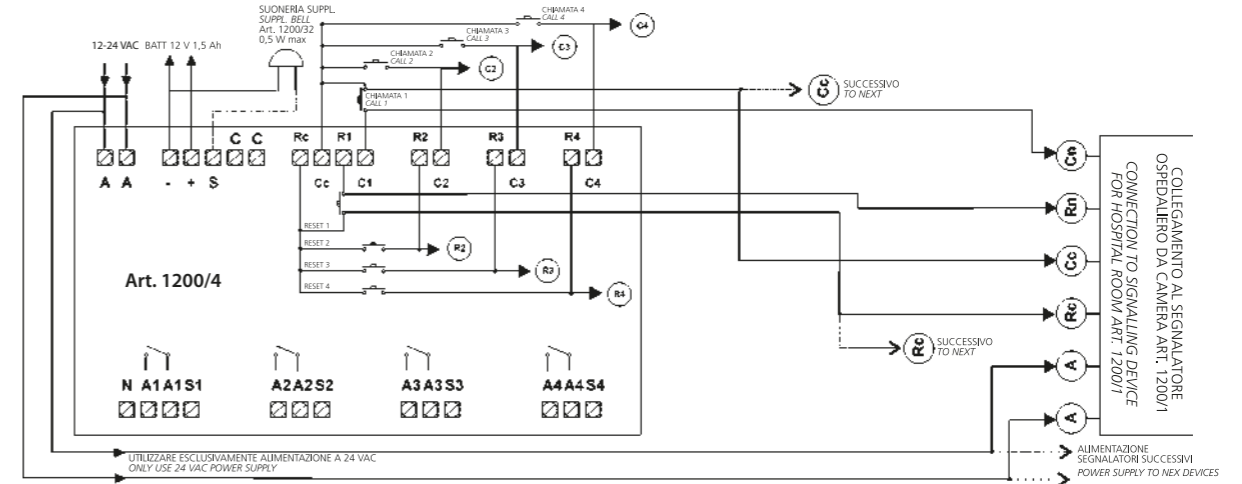 SUONERIA SUPPL.
SUPPL. BELL
Art. 1200/32
0,5 W max
12-24 VAC
BATT 12 V 1,5 Ah
CHIAMATA 4
CALL 4
C4
CHIAMATA 3
CALL 3
C3
CHIAMATA 2
CALL 2
C2
CHIAMATA 1
CALL 1
Cc
SUCCESSIVO
TO NEXT
C C Rc R1 R2 R3 R4
A A - + S Cc C1 C2 C3 C4
RESET 1
RESET 2
R2
RESET 3
R3
RESET 4
R4
Art. 1200/4
Rc
SUCCESSIVO
TO NEXT
N A1 A1 S1
A2 A2 S2
A3 A3 S3
A4 A4 S4
Cn
Rn
Cc
Rc
A
A
COLLEGAMENTO AL SEGNALATORE
OSPEDALIERO DA CAMERA ART. 1200/1
CONNECTION TO SIGNALLING DEVICE
FOR HOSPITAL ROOM ART. 1200/1
UTILIZZARE ESCLUSIVAMENTE ALIMENTAZIONE A 24 VAC
ONLY USE 24 VAC POWER SUPPLY
ALIMENTAZIONE
SEGNALATORI SUCCESSIVI
POWER SUPPLY TO NEX DEVICES